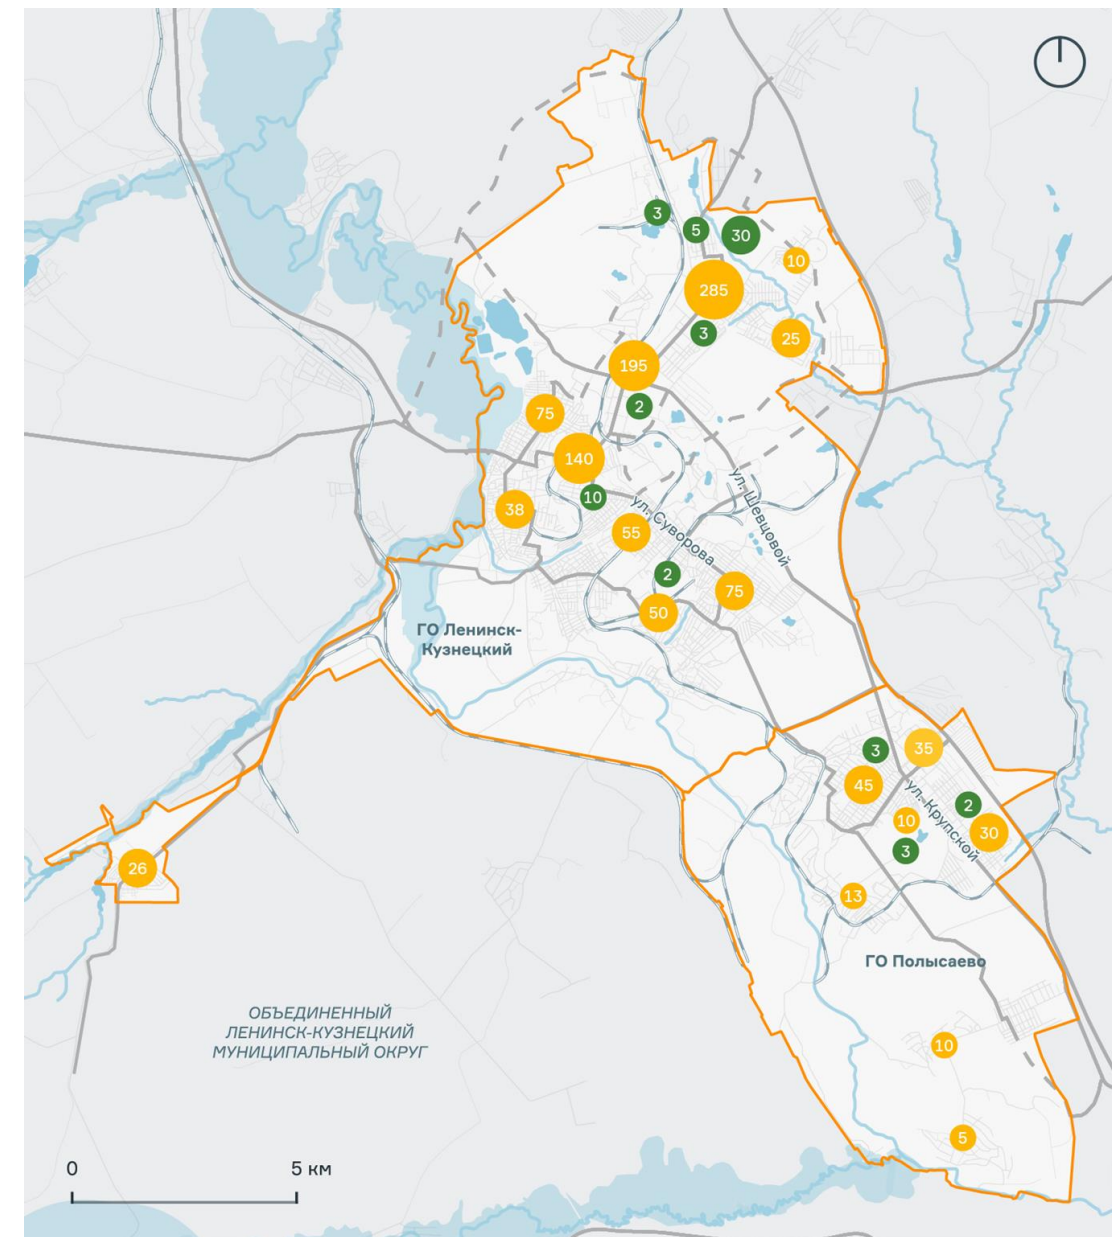 3
5
30
10
285
3
25
195
2
75
140
10
38
55
ул. Суворова
ул. Шевцовой
2
75
50
ГО Ленинск-
Кузнецкий
3
35
45
ул. Крупской
2
10
30
3
26
13
ГО Полысаево
ОБЪЕДИНЕННЫЙ
ЛЕНИНСК-КУЗНЕЦКИЙ
МУНИЦИПАЛЬНЫЙ ОКРУГ
10
5
0 5 км